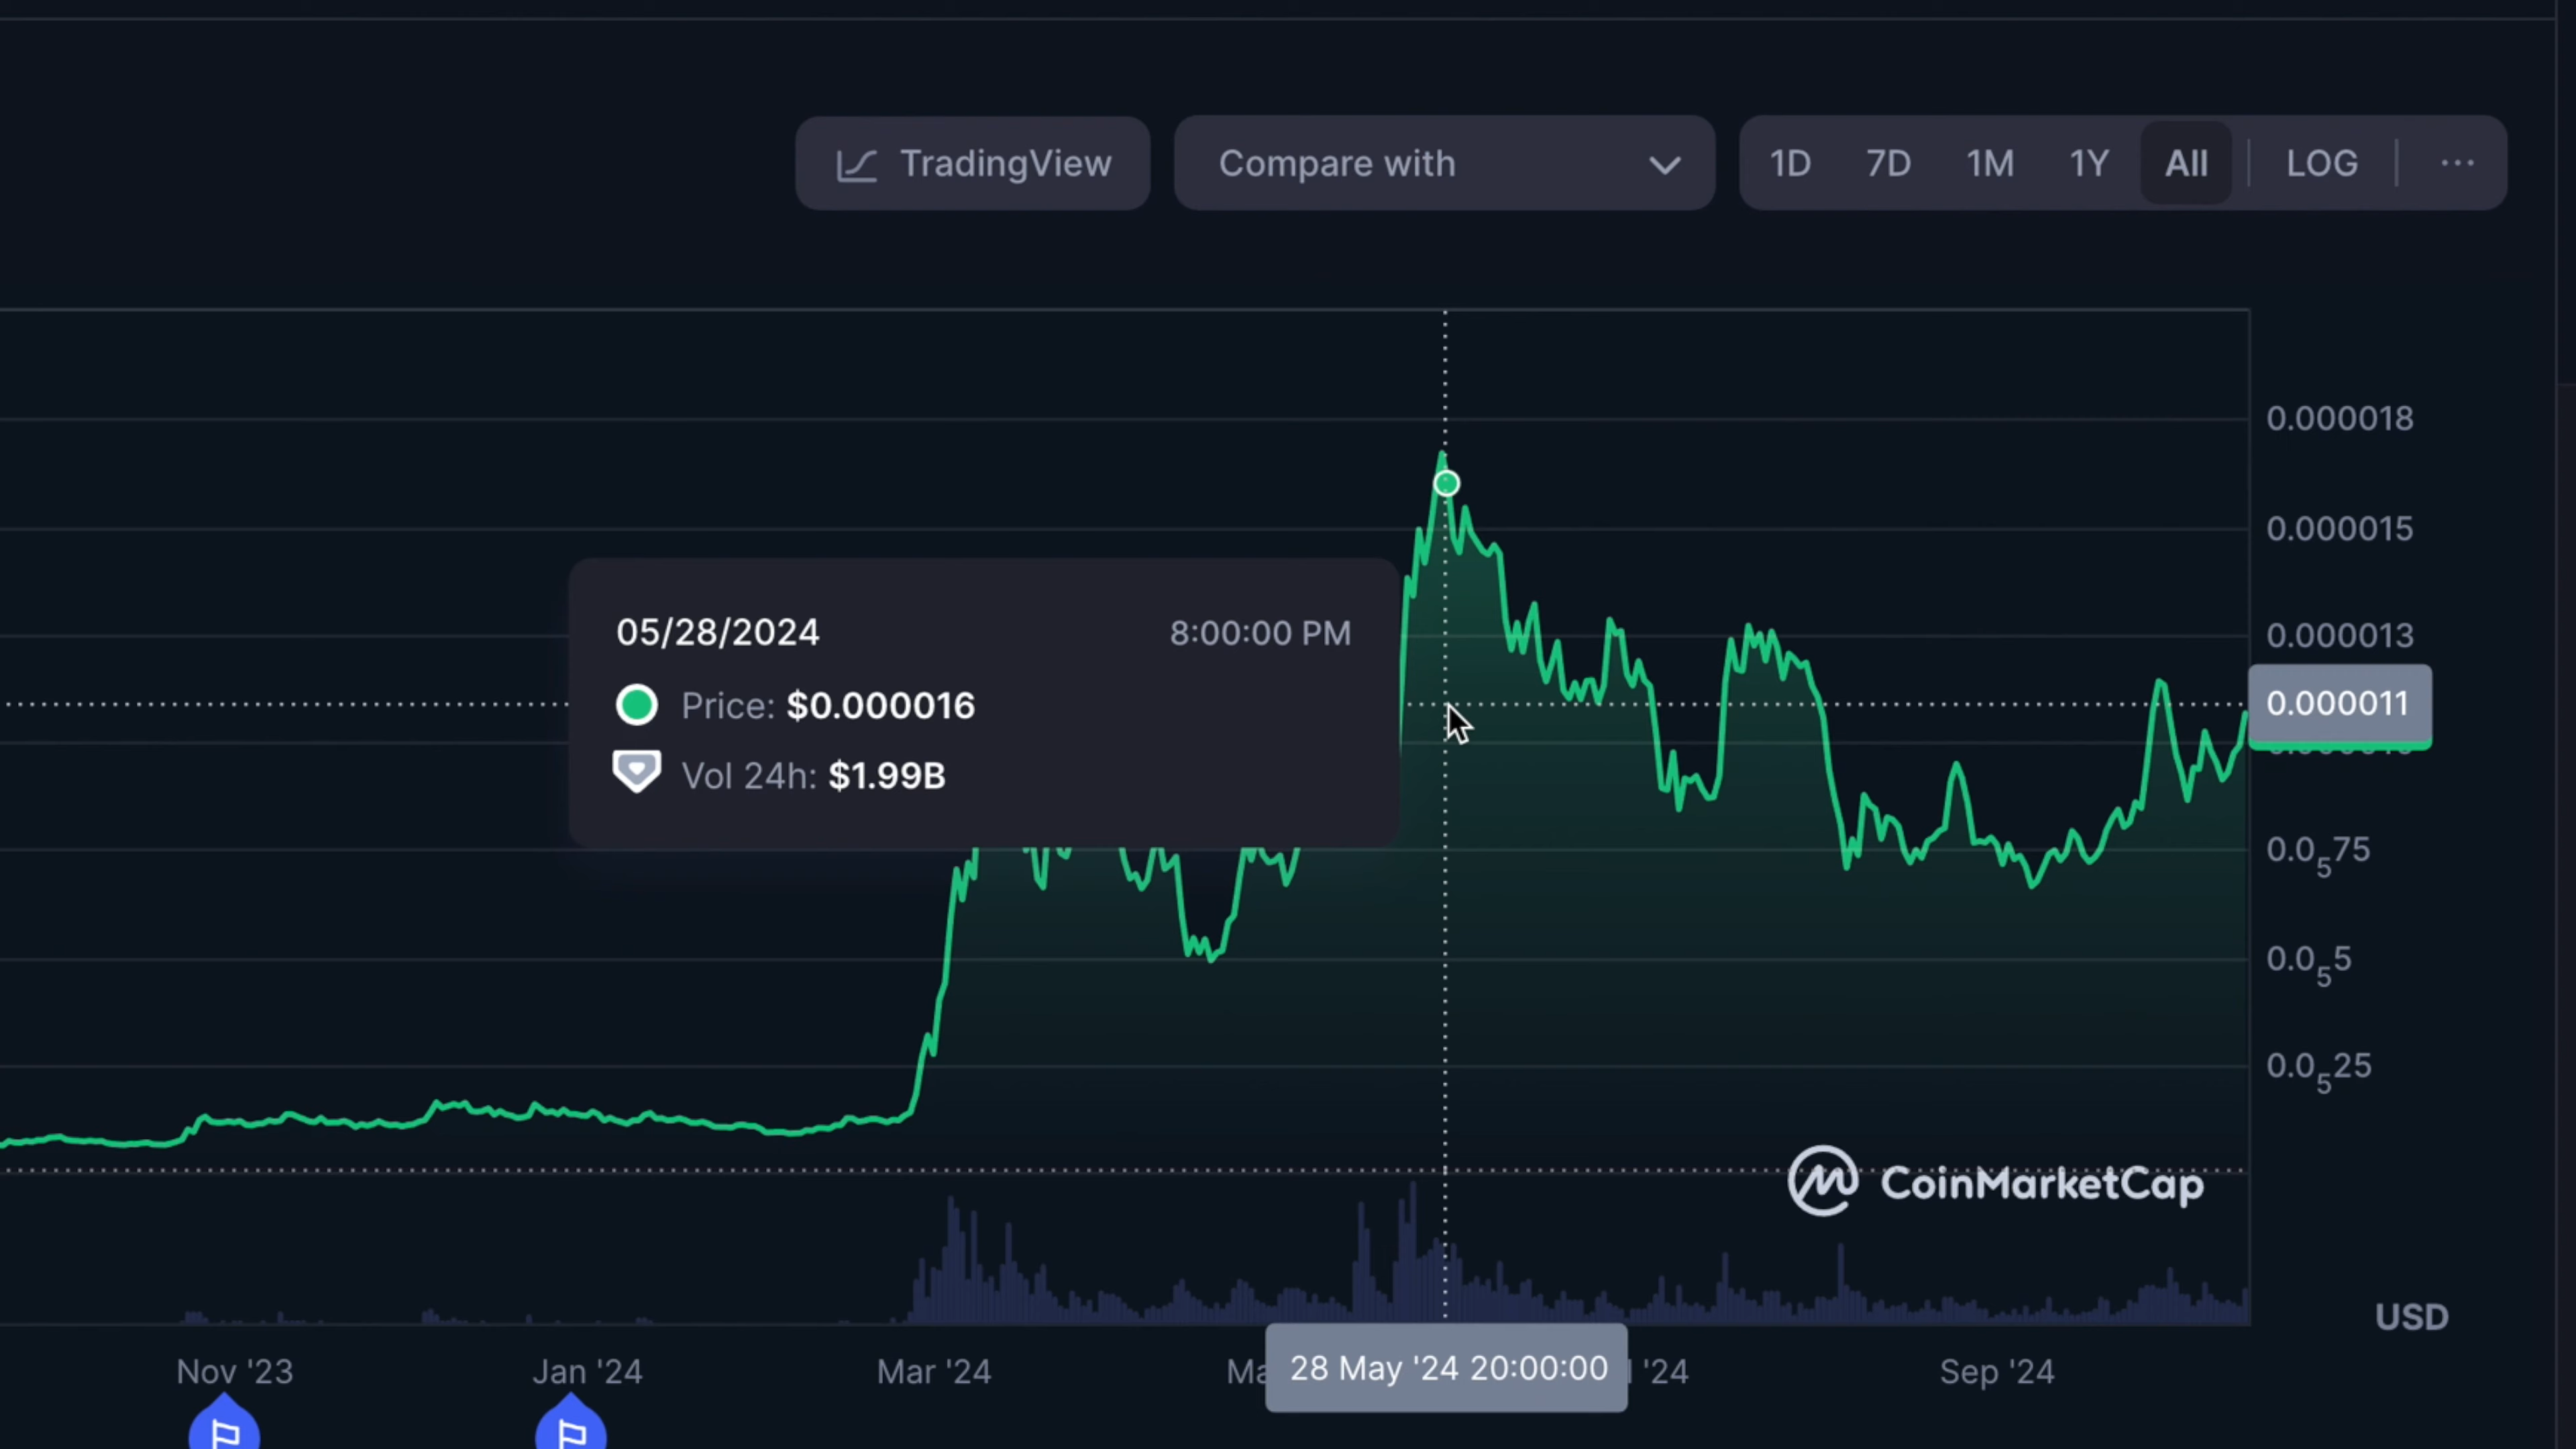 TradingView
Compare with
1D 7D 1M 1Y All LOG ...
0.000018
0.000015
05/28/2024 8:00:00 PM
0.000013
Price: $0.000016
0.000011
Vol 24h: $1.99B
0.0₅75
0.0₅5
0.0₅25
CoinMarketCap
USD
Nov '23 Jan '24 Mar '24 Ma 28 May '24 20:00:00 '24 Sep '24